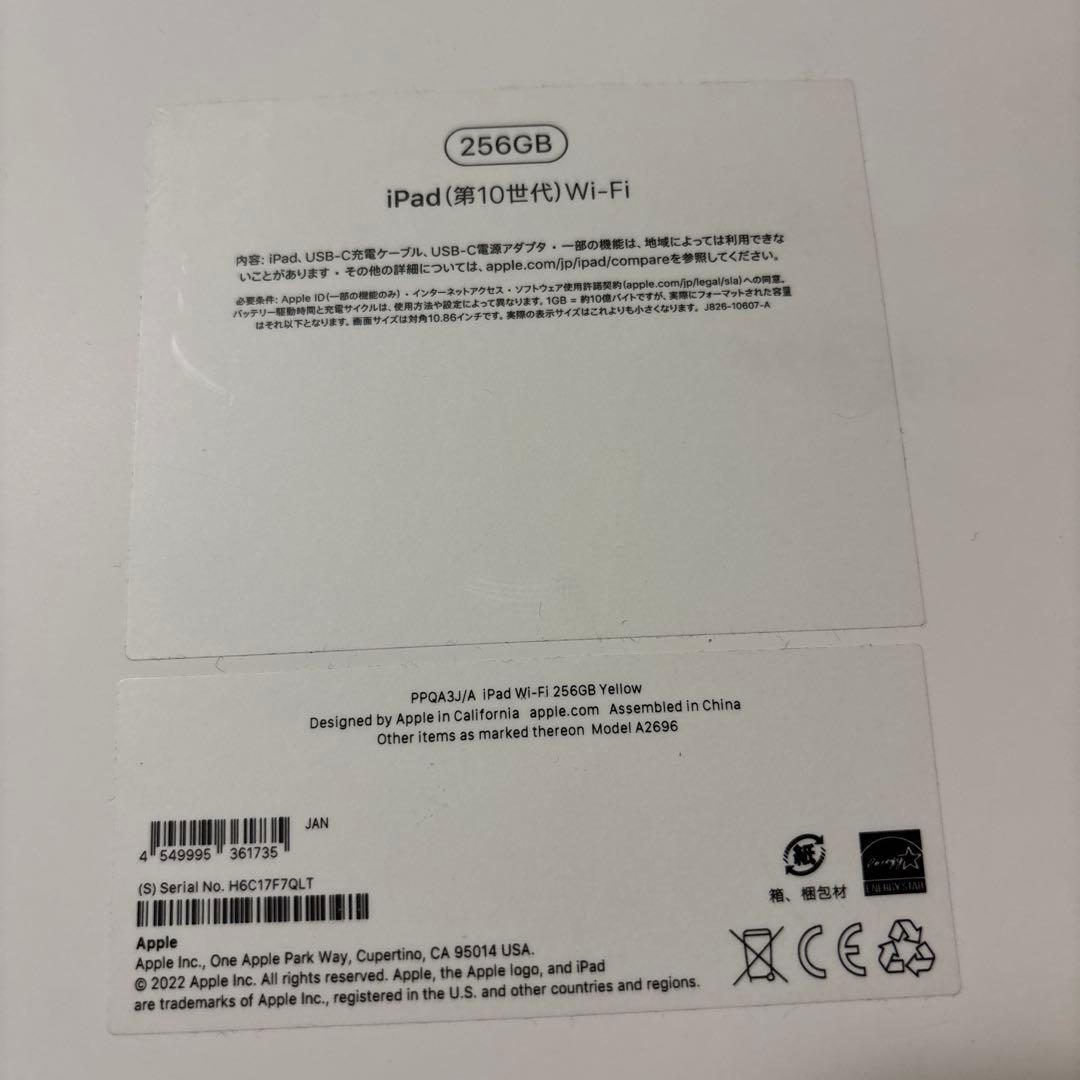 256GB
iPad(第10世代)Wi-Fi
内容: iPad、USB-C充電ケーブル、USB-C電源アダプタ・一部の機能は、地域によっては利用できな
いことがあります・その他の詳細については、apple.com/jp/ipad/compareを参照してください。
必要条件: Apple ID(一部の機能のみ)・インターネットアクセス・ソフトウェア使用許諾契約(apple.com/jp/legal/sla)への同意。
バッテリー駆動時間と充電サイクルは、使用方法や設定によって異なります。1GB = 約10億バイトですが、実際にフォーマットされた容量
はそれ以下となります。画面サイズは対角10.86インチです。実際の表示サイズはこれよりも小さくなります。 J826-10607-A
PPQA3J/A iPad Wi-Fi 256GB Yellow
Designed by Apple in California apple.com Assembled in China
Other items as marked thereon Model A2696
JAN
4 549995 361735
(S) Serial No. H6C17F7QLT
紙
箱、梱包材
energy
ENERGY STAR
CE
Apple
Apple Inc., One Apple Park Way, Cupertino, CA 95014 USA.
© 2022 Apple Inc. All rights reserved. Apple, the Apple logo, and iPad
are trademarks of Apple Inc., registered in the U.S. and other countries and regions.